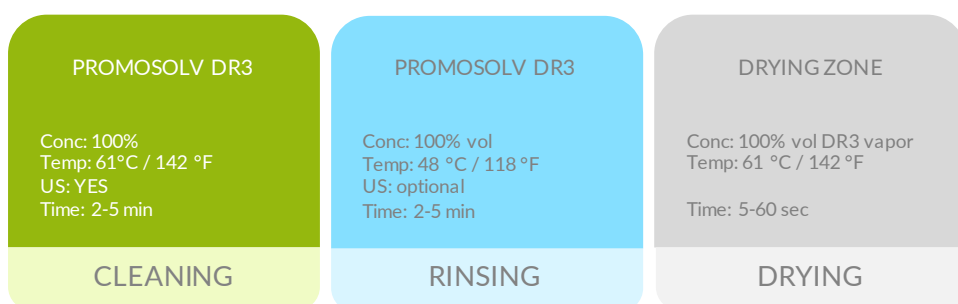 PROMOSOLV DR3
Conc: 100%
Temp: 61°C / 142 °F
US: YES
Time: 2-5 min
CLEANING
PROMOSOLV DR3
Conc: 100% vol
Temp: 48 °C / 118 °F
US: optional
Time: 2-5 min
RINSING
DRYING ZONE
Conc: 100% vol DR3 vapor
Temp: 61 °C / 142 °F
Time: 5-60 sec
DRYING